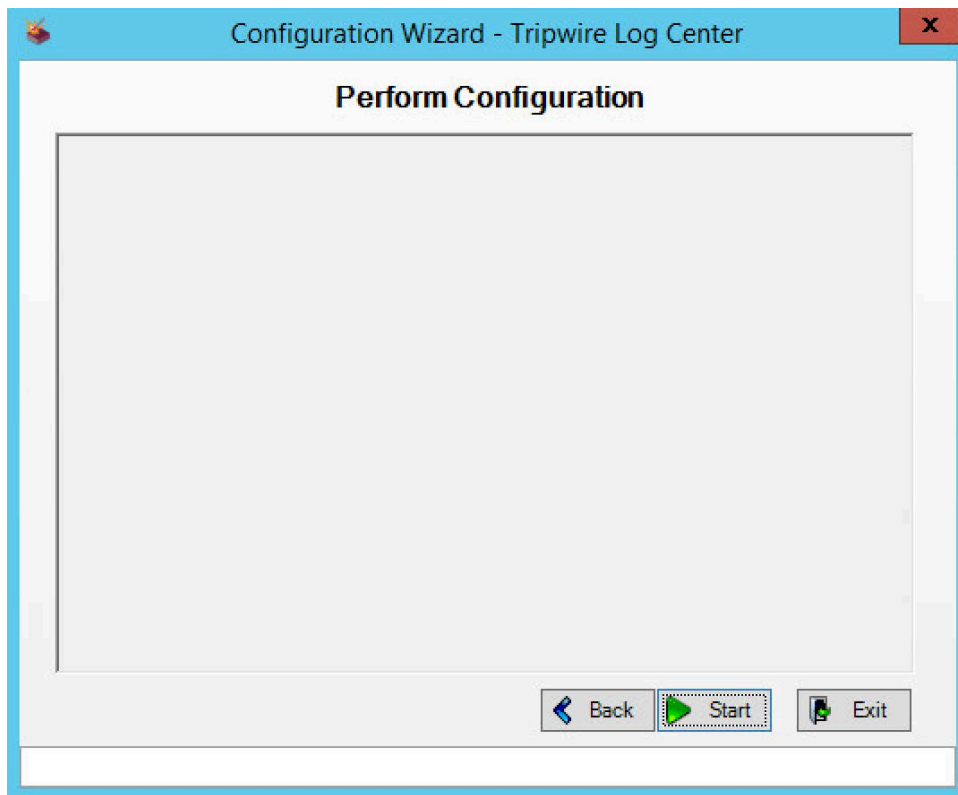 Configuration Wizard - Tripwire Log Center
x
Perform Configuration
Back
Start
Exit